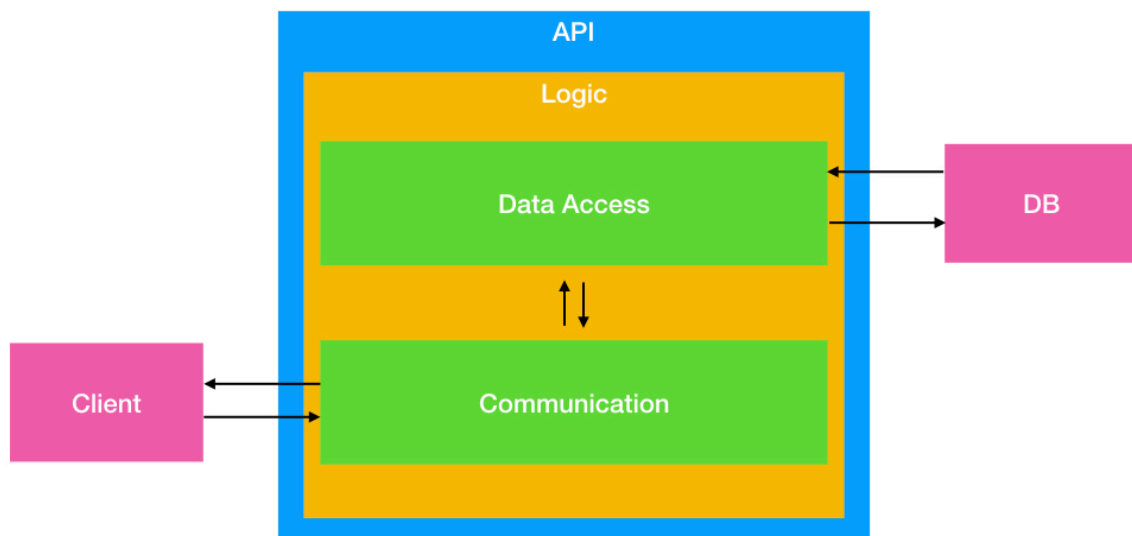 API
Logic
Data Access
DB
Client
Communication